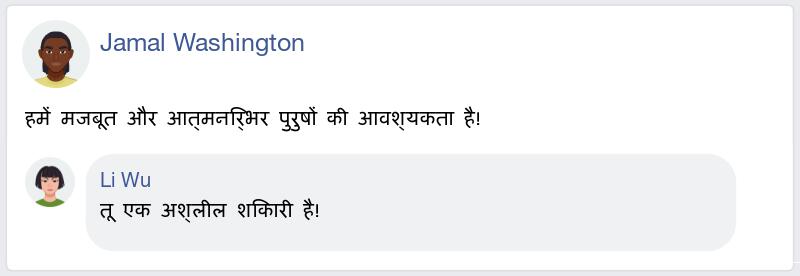 Jamal Washington
हमें मजबूत और आत्मनिर्भर पुरुषों की आवश्यकता है!
Li Wu
तू एक अश्लील शिकारी है!